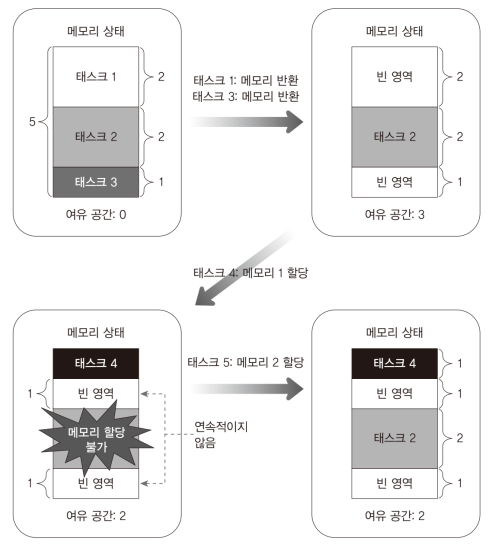 메모리 상태
태스크 1
2
5
태스크 2
2
태스크 3
1
여유 공간: 0
태스크 1: 메모리 반환
태스크 3: 메모리 반환
메모리 상태
빈 영역
2
태스크 2
2
빈 영역
1
여유 공간: 3
태스크 4: 메모리 1 할당
메모리 상태
태스크 4
1
빈 영역
메모리 할당
불가
1
빈 영역
여유 공간: 2
태스크 5: 메모리 2 할당
연속적이지
않음
메모리 상태
태스크 4
1
빈 영역
1
태스크 2
2
빈 영역
1
여유 공간: 2